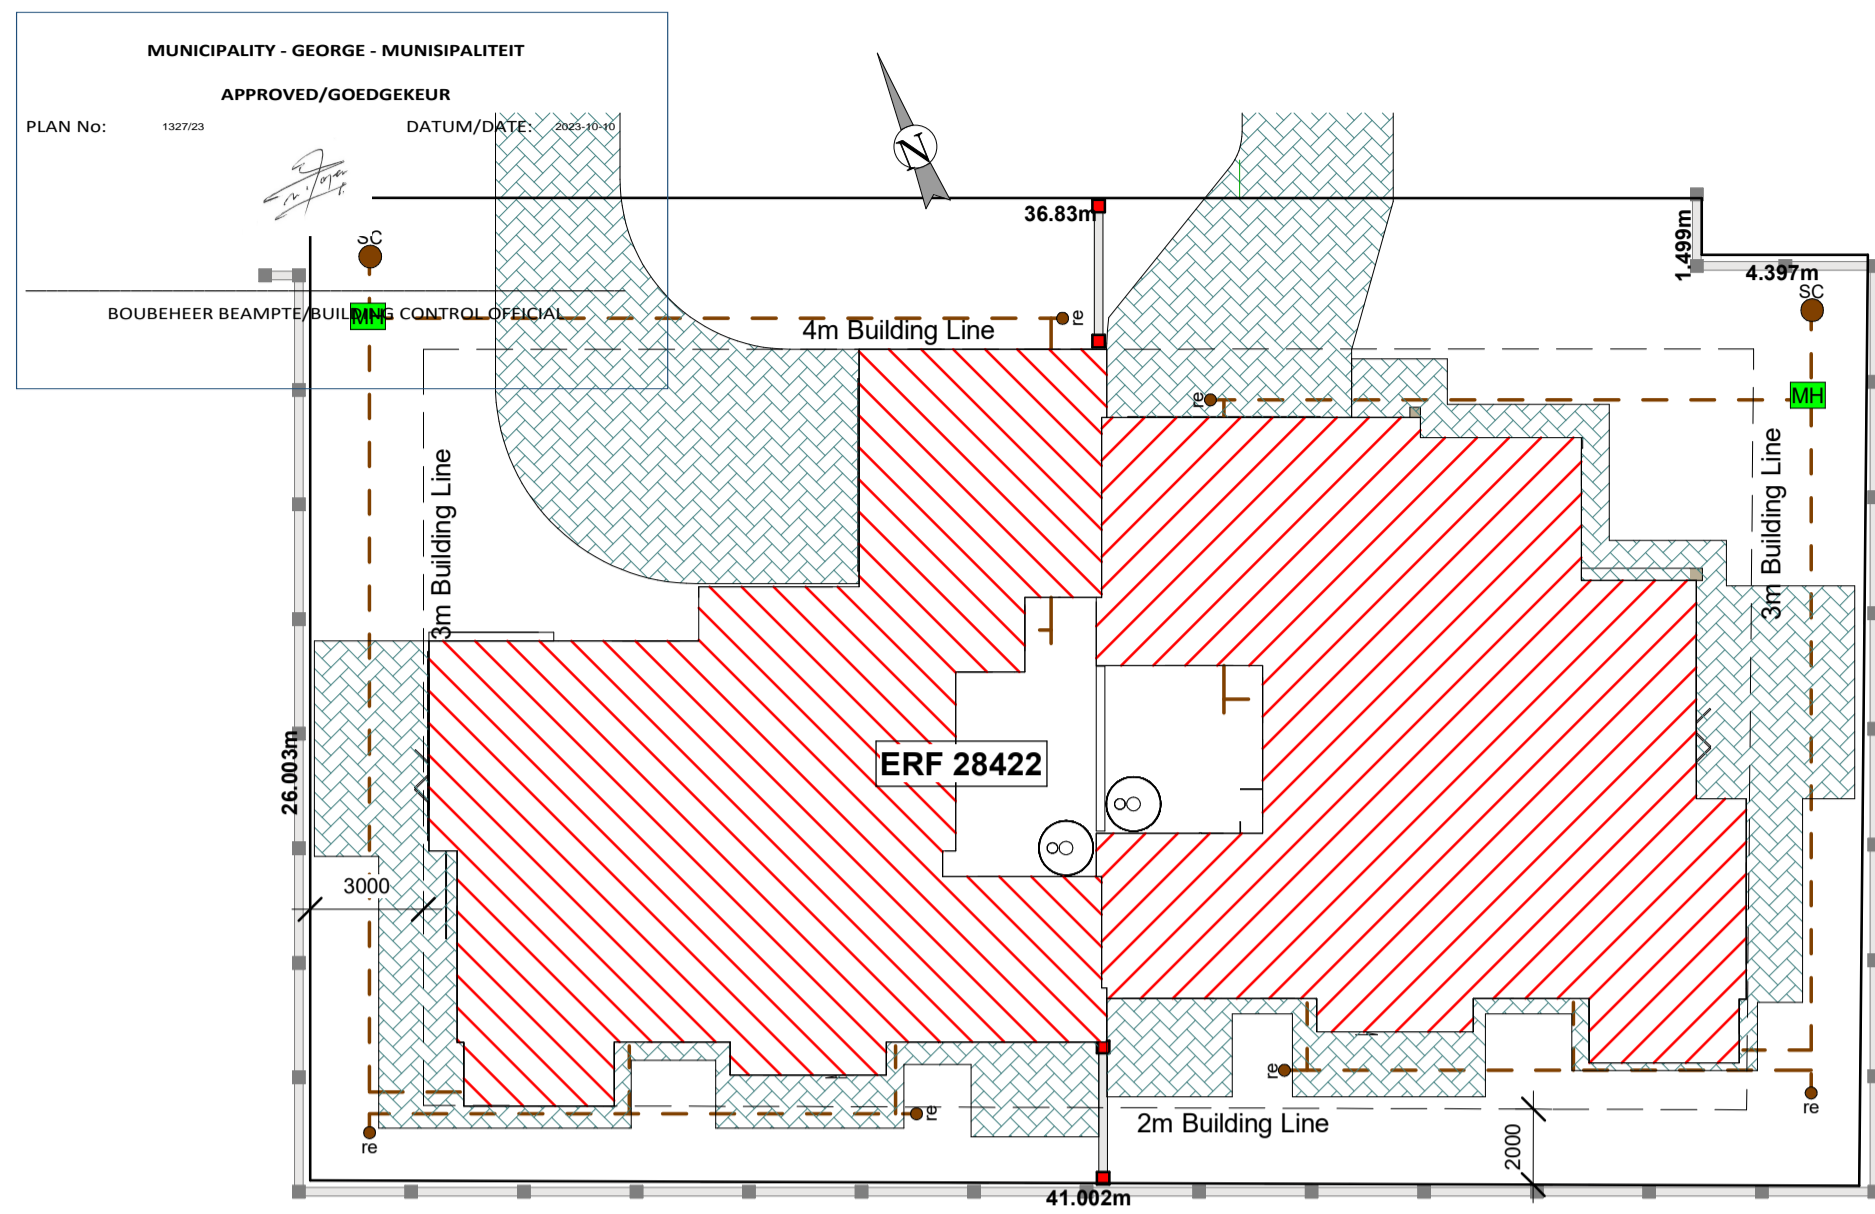 MUNICIPALITY - GEORGE - MUNISIPALITEIT
APPROVED/GOEDGEKEUR
PLAN No: 1327/23 DATUM/DATE: 2023-10-10
BOUBEHEER BEAMPTE/BUILDING CONTROL OFFICIAL
N
36.83m
1.499m
4.397m
SC
SC
MH
MH
re
4m Building Line
re
3m Building Line
3m Building Line
ERF 28422
26.003m
3000
re
re
re
re
2m Building Line
2000
41.002m